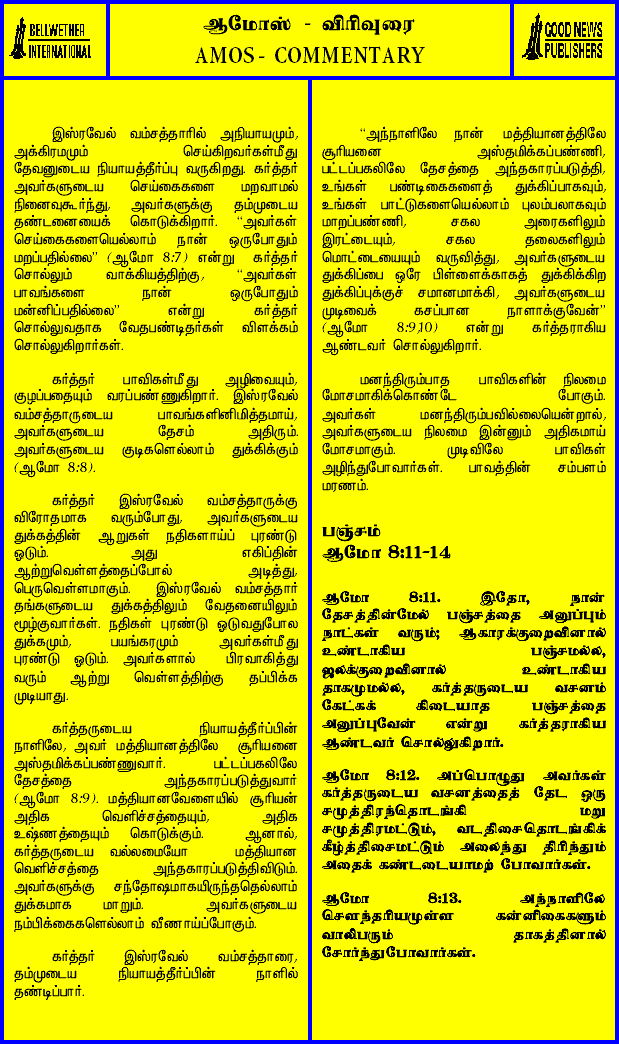 BELLWETHER
INTERNATIONAL
ஆமோஸ் - விரிவுரை
AMOS - COMMENTARY
GOOD NEWS
PUBLISHERS
இஸ்ரவேல் வம்சத்தாரில் அநியாயமும்,
அக்கிரமமும் செய்கிறவர்கள்மீது
தேவனுடைய நியாயத்தீர்ப்பு வருகிறது. கர்த்தர்
அவர்களுடைய செய்கைகளை மறவாமல்
நினைவுகூர்ந்து, அவர்களுக்கு தம்முடைய
தண்டனையைக் கொடுக்கிறார். “அவர்கள்
செய்கைகளையெல்லாம் நான் ஒருபோதும்
மறப்பதில்லை” (ஆமோ 8:7) என்று கர்த்தர்
சொல்லும் வாக்கியத்திற்கு, “அவர்கள்
பாவங்களை நான் ஒருபோதும்
மன்னிப்பதில்லை” என்று கர்த்தர்
சொல்லுவதாக வேதபண்டிதர்கள் விளக்கம்
சொல்லுகிறார்கள்.
கர்த்தர் பாவிகள்மீது அழிவையும்,
குழப்பதையும் வரப்பண்ணுகிறார். இஸ்ரவேல்
வம்சத்தாருடைய பாவங்களினிமித்தமாய்,
அவர்களுடைய தேசம் அதிரும்.
அவர்களுடைய குடிகளெல்லாம் துக்கிக்கும்
(ஆமோ 8:8).
கர்த்தர் இஸ்ரவேல் வம்சத்தாருக்கு
விரோதமாக வரும்போது, அவர்களுடைய
துக்கத்தின் ஆறுகள் நதிகளாய்ப் புரண்டு
ஓடும். அது எகிப்தின்
ஆற்றுவெள்ளத்தைப்போல் அடித்து,
பெருவெள்ளமாகும். இஸ்ரவேல் வம்சத்தார்
தங்களுடைய துக்கத்திலும் வேதனையிலும்
மூழ்குவார்கள். நதிகள் புரண்டு ஓடுவதுபோல
துக்கமும், பயங்கரமும் அவர்கள்மீது
புரண்டு ஓடும். அவர்களால் பிரவாகித்து
வரும் ஆற்று வெள்ளத்திற்கு தப்பிக்க
முடியாது.
கர்த்தருடைய நியாயத்தீர்ப்பின்
நாளிலே, அவர் மத்தியானத்திலே சூரியனை
அஸ்தமிக்கப்பண்ணுவார். பட்டப்பகலிலே
தேசத்தை அந்தகாரப்படுத்துவார்
(ஆமோ 8:9). மத்தியானவேளையில் சூரியன்
அதிக வெளிச்சத்தையும், அதிக
உஷ்ணத்தையும் கொடுக்கும். ஆனால்,
கர்த்தருடைய வல்லமையோ மத்தியான
வெளிச்சத்தை அந்தகாரப்படுத்திவிடும்.
அவர்களுக்கு சந்தோஷமாகயிருந்ததெல்லாம்
துக்கமாக மாறும். அவர்களுடைய
நம்பிக்கைகளெல்லாம் வீணாய்ப்போகும்.
கர்த்தர் இஸ்ரவேல் வம்சத்தாரை,
தம்முடைய நியாயத்தீர்ப்பின் நாளில்
தண்டிப்பார்.
“அந்நாளிலே நான் மத்தியானத்திலே
சூரியனை அஸ்தமிக்கப்பண்ணி,
பட்டப்பகலிலே தேசத்தை அந்தகாரப்படுத்தி,
உங்கள் பண்டிகைகளைத் துக்கிப்பாகவும்,
உங்கள் பாட்டுகளையெல்லாம் புலம்பலாகவும்
மாறப்பண்ணி, சகல அரைகளிலும்
இரட்டையும், சகல தலைகளிலும்
மொட்டையையும் வருவித்து, அவர்களுடைய
துக்கிப்பை ஒரே பிள்ளைக்காகத் துக்கிக்கிற
துக்கிப்புக்குச் சமானமாக்கி, அவர்களுடைய
முடிவைக் கசப்பான நாளாக்குவேன்”
(ஆமோ 8:9,10) என்று கர்த்தராகிய
ஆண்டவர் சொல்லுகிறார்.
மனந்திரும்பாத பாவிகளின் நிலமை
மோசமாகிக்கொண்டே போகும்.
அவர்கள் மனந்திரும்பவில்லையென்றால்,
அவர்களுடைய நிலமை இன்னும் அதிகமாய்
மோசமாகும். முடிவிலே பாவிகள்
அழிந்துபோவார்கள். பாவத்தின் சம்பளம்
மரணம்.
பஞ்சம்
ஆமோ 8:11-14
ஆமோ 8:11. இதோ, நான்
தேசத்தின்மேல் பஞ்சத்தை அனுப்பும்
நாட்கள் வரும்; ஆகாரக்குறைவினால்
உண்டாகிய பஞ்சமல்ல,
ஜலக்குறைவினால் உண்டாகிய
தாகமுமல்ல, கர்த்தருடைய வசனம்
கேட்கக் கிடையாத பஞ்சத்தை
அனுப்புவேன் என்று கர்த்தராகிய
ஆண்டவர் சொல்லுகிறார்.
ஆமோ 8:12. அப்பொழுது அவர்கள்
கர்த்தருடைய வசனத்தைத் தேட ஒரு
சமுத்திரந்தொடங்கி மறு
சமுத்திரமட்டும், வடதிசைதொடங்கிக்
கீழ்த்திசைமட்டும் அலைந்து திரிந்தும்
அதைக் கண்டடையாமற் போவார்கள்.
ஆமோ 8:13. அந்நாளிலே
சௌந்தரியமுள்ள கன்னிகைகளும்
வாலிபரும் தாகத்தினால்
சோர்ந்துபோவார்கள்.